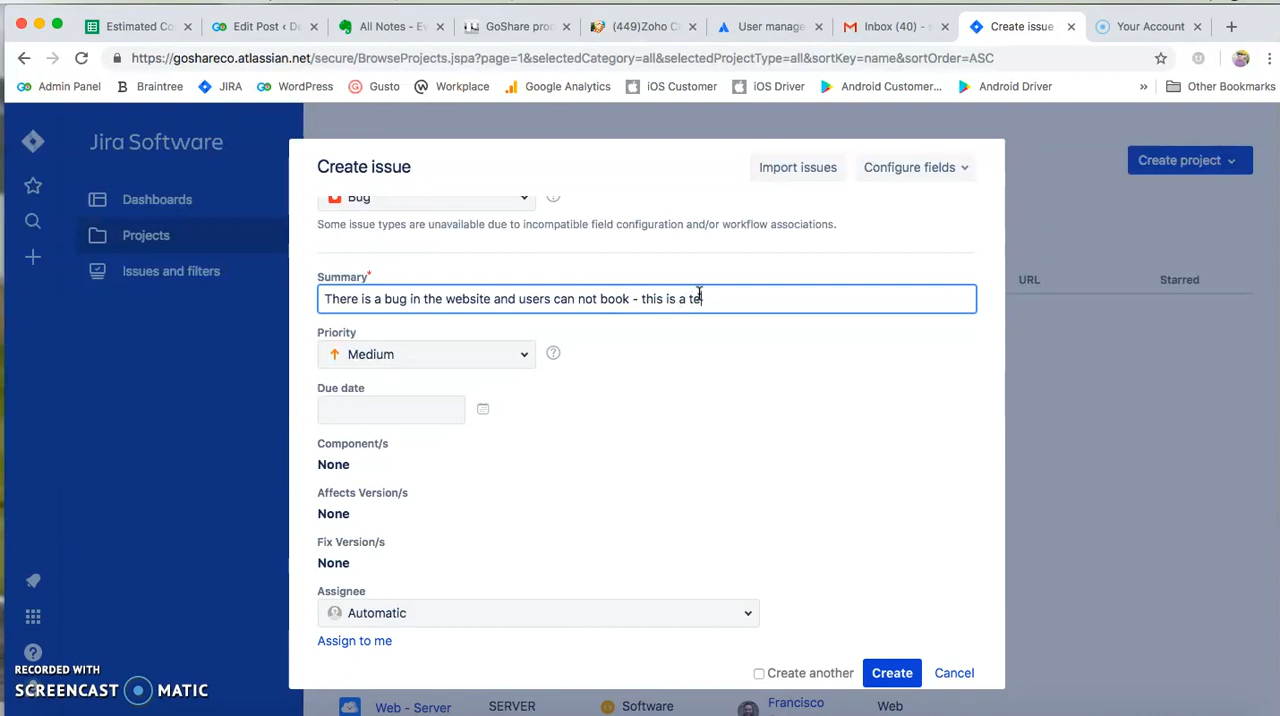 Estimated Co
Edit Post ‹ De
All Notes - Ev
GoShare proc
(449)Zoho Cl
User manage
Inbox (40) - s
Create issue
Your Account
https://goshareco.atlassian.net/secure/BrowseProjects.jspa?page=1&selectedCategory=all&selectedProjectType=all&sortKey=name&sortOrder=ASC
Admin Panel
Braintree
JIRA
WordPress
Gusto
Workplace
Google Analytics
iOS Customer
iOS Driver
Android Customer...
Android Driver
»
Other Bookmarks
Jira Software
Create issue
Import issues
Configure fields
Create project
Dashboards
Projects
Issues and filters
Bug
Some issue types are unavailable due to incompatible field configuration and/or workflow associations.
Summary*
There is a bug in the website and users can not book - this is a te
URL
Starred
Priority
Medium
Due date
Component/s
None
Affects Version/s
None
Fix Version/s
None
Assignee
Automatic
Assign to me
Create another
Create
Cancel
RECORDED WITH
SCREENCAST MATIC
Web - Server
SERVER
Software
Francisco
Web